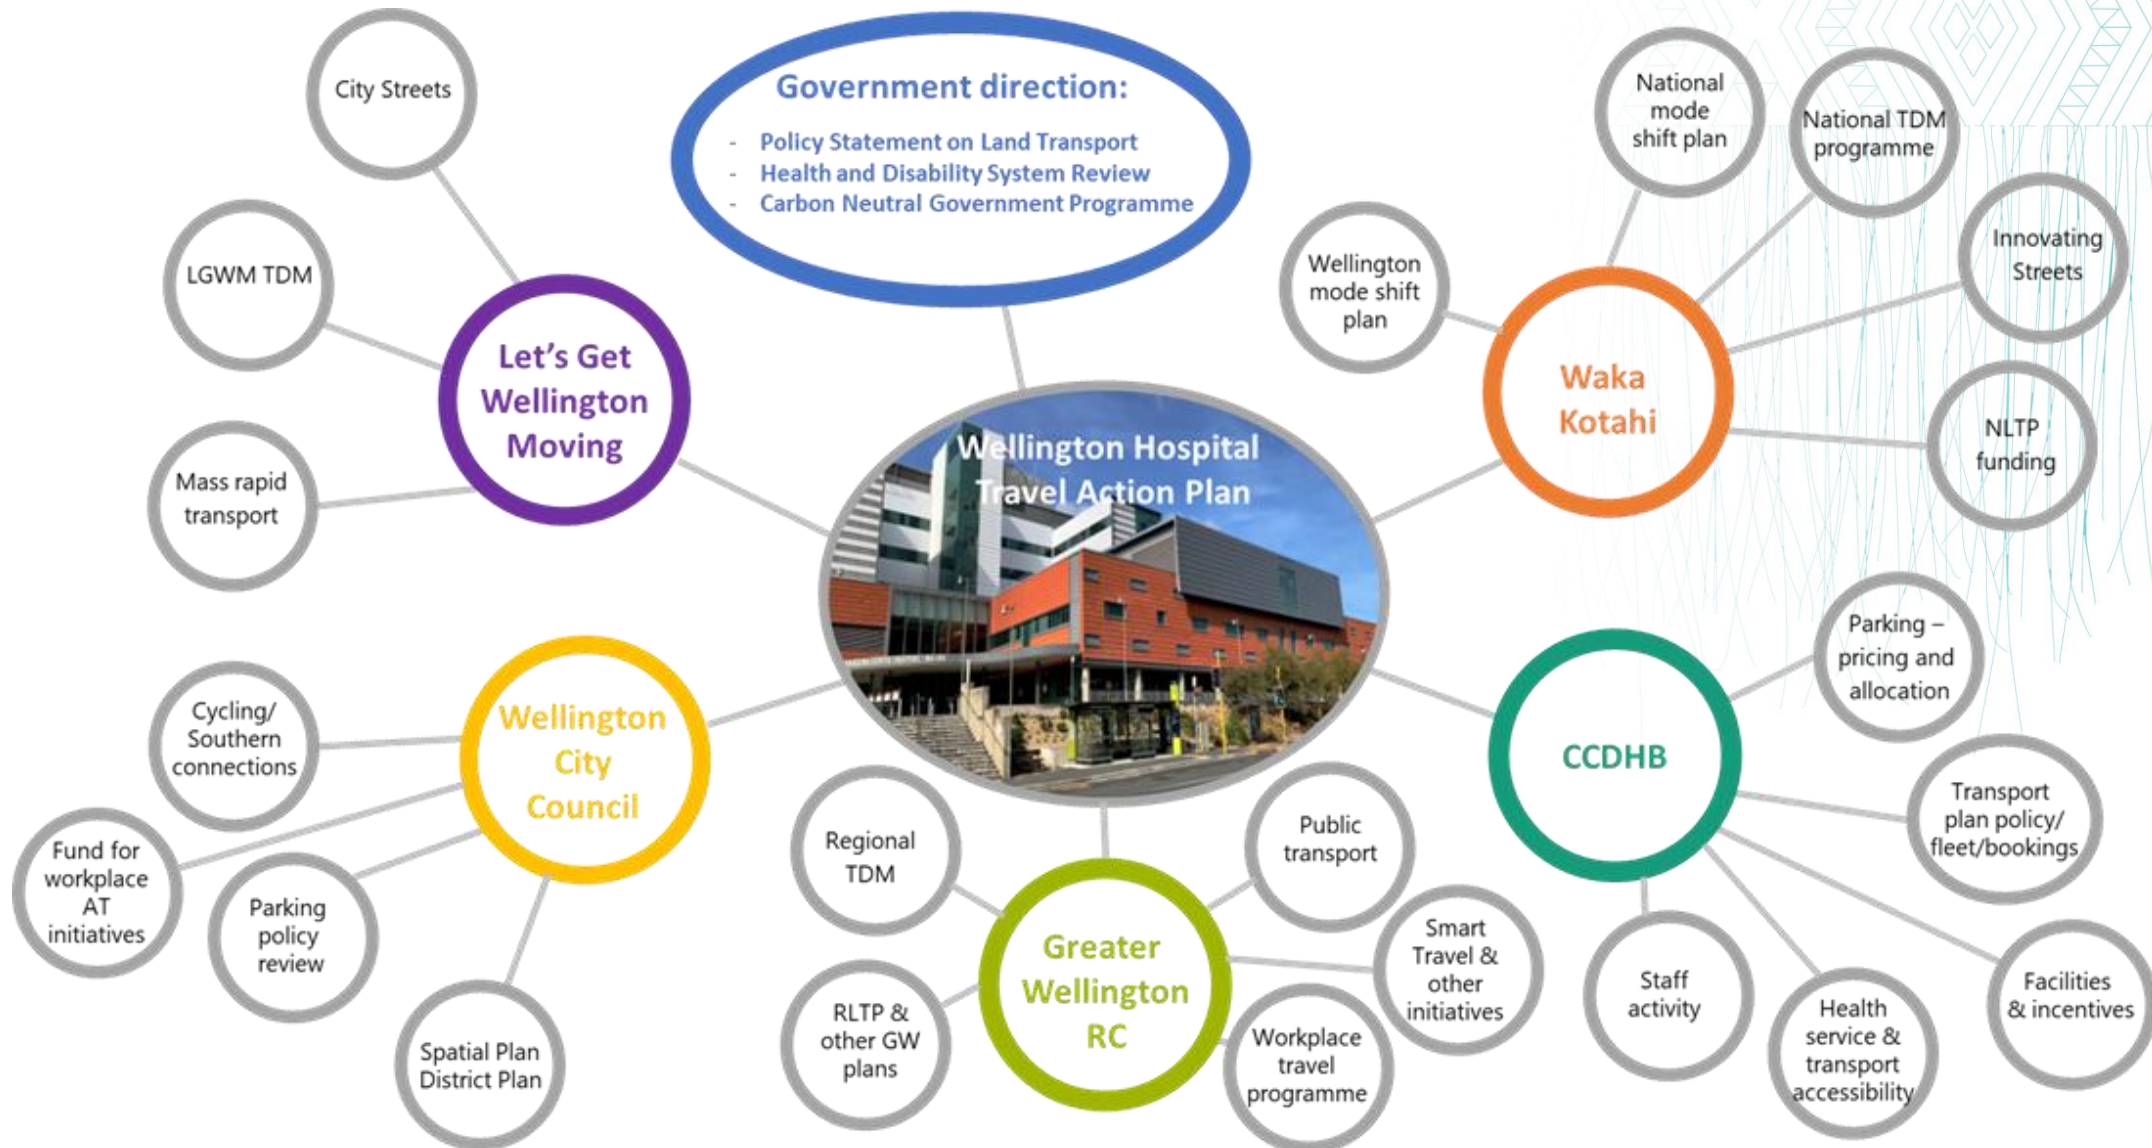 City Streets
LGWM TDM
Mass rapid
transport
Let's Get
Wellington
Moving
Government direction:
- Policy Statement on Land Transport
- Health and Disability System Review
- Carbon Neutral Government Programme
Wellington
mode shift
plan
National
mode
shift plan
National TDM
programme
Innovating
Streets
NLTP
funding
Waka
Kotahi
Wellington Hospital
Travel Action Plan
Cycling/
Southern
connections
Fund for
workplace
AT
initiatives
Parking
policy
review
Spatial Plan
District Plan
Wellington
City
Council
Regional
TDM
RLTP &
other GW
plans
Greater
Wellington
RC
Public
transport
Smart
Travel &
other
initiatives
Workplace
travel
programme
CCDHB
Parking –
pricing and
allocation
Transport
plan policy/
fleet/bookings
Facilities
& incentives
Health
service &
transport
accessibility
Staff
activity